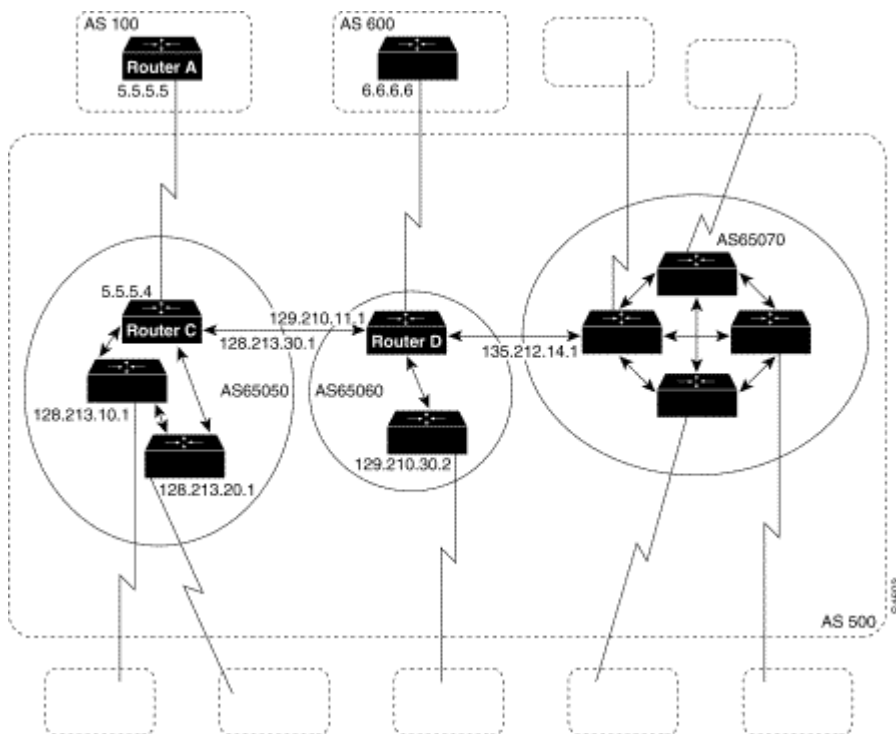 AS 100
AS 600
Router A
5.5.5.5
6.6.6.6
AS65070
5.5.5.4
Router C
129.210.11.1
128.213.30.1
Router D
135.212.14.1
AS65050
AS65060
128.213.10.1
128.213.20.1
129.210.30.2
AS 500